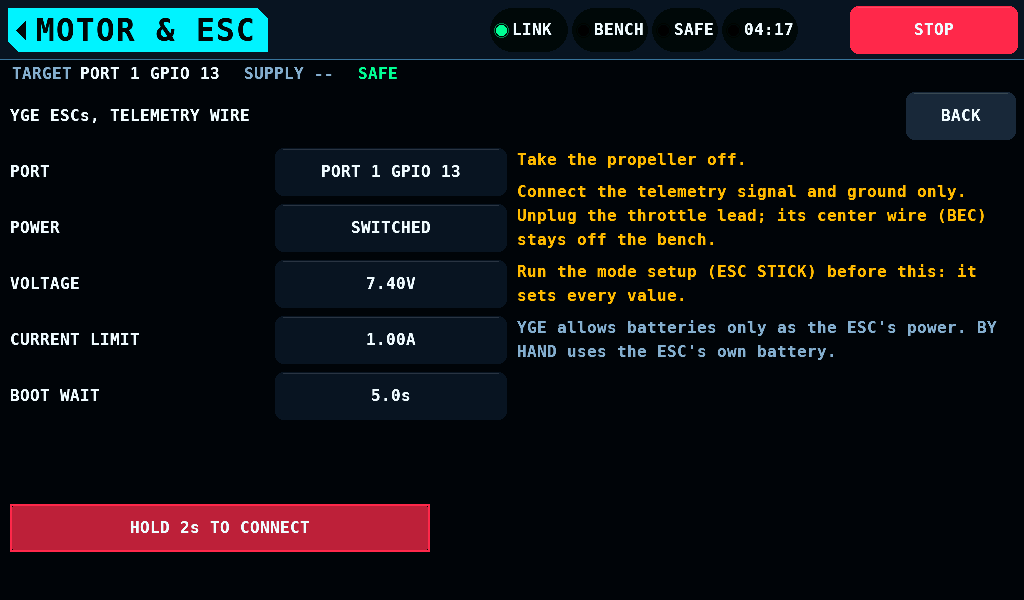 MOTOR & ESC
LINK
BENCH
SAFE
04:17
STOP
TARGET PORT 1 GPIO 13 SUPPLY -- SAFE
YGE ESCs, TELEMETRY WIRE
BACK
PORT
PORT 1 GPIO 13
POWER
SWITCHED
VOLTAGE
7.40V
CURRENT LIMIT
1.00A
BOOT WAIT
5.0s
Take the propeller off.
Connect the telemetry signal and ground only.
Unplug the throttle lead; its center wire (BEC)
stays off the bench.
Run the mode setup (ESC STICK) before this: it
sets every value.
YGE allows batteries only as the ESC's power. BY
HAND uses the ESC's own battery.
HOLD 2s TO CONNECT